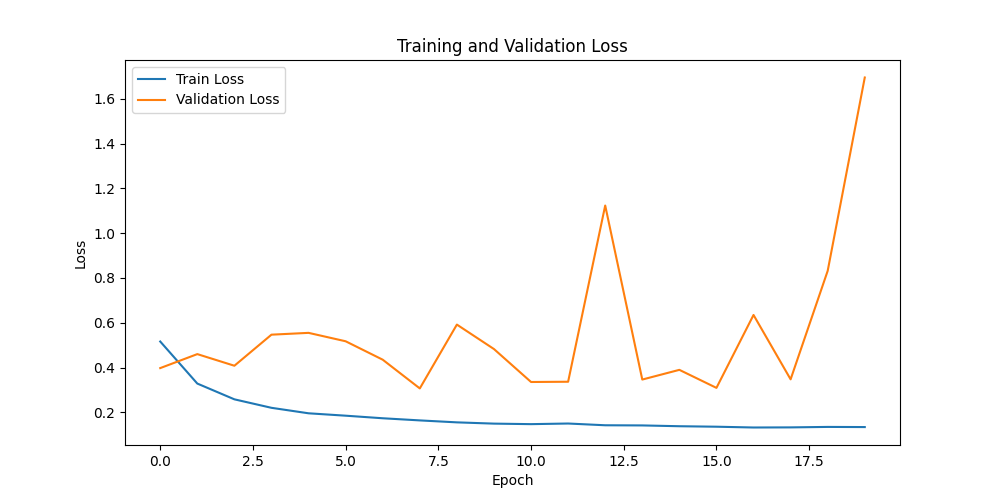 Training and Validation Loss
Train Loss
Validation Loss
1.6
1.4
1.2
1.0
0.8
0.6
0.4
0.2
Loss
0.0 2.5 5.0 7.5 10.0 12.5 15.0 17.5
Epoch